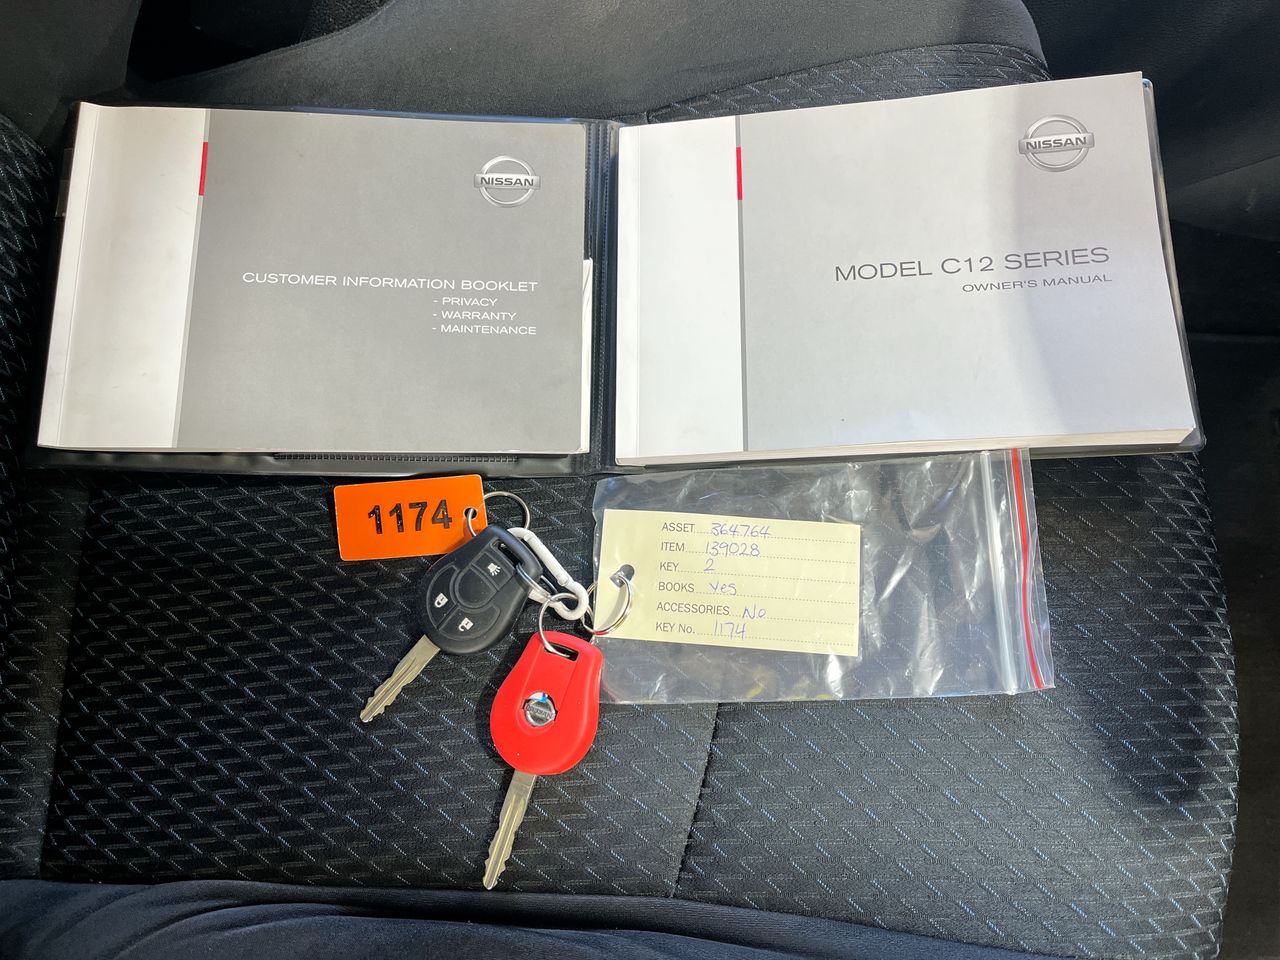 NISSAN
CUSTOMER INFORMATION BOOKLET
- PRIVACY
- WARRANTY
- MAINTENANCE
NISSAN
MODEL C12 SERIES
OWNER'S MANUAL
1174
ASSET 364764
ITEM 139028
KEY 2
BOOKS Yes
ACCESSORIES No
KEY No. 1174
NISSAN